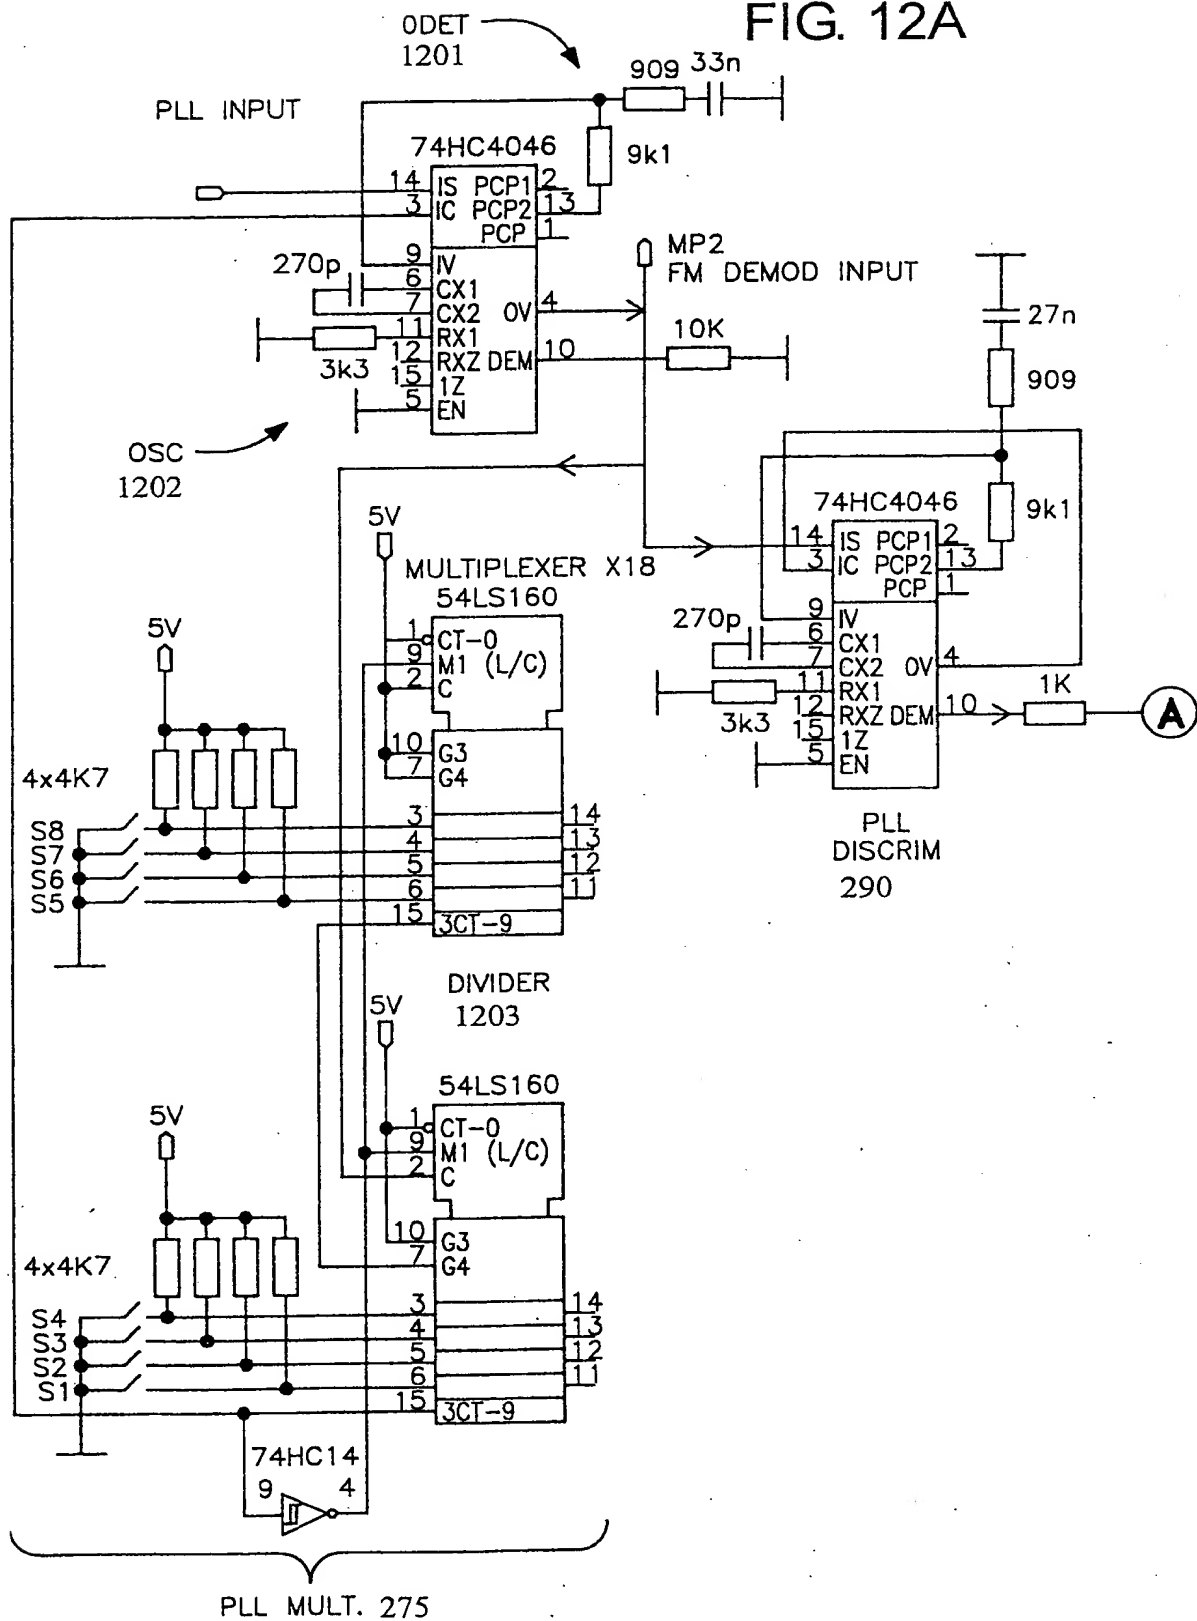 FIG. 12A
0DET
1201
909 33n
PLL INPUT
9k1
74HC4046
14 IS PCP1 2
3 IC PCP2 13
PCP 1
9 IV
270p
6 CX1
7 CX2 OV 4
11 RX1
3k3
12 RXZ DEM 10
15 1Z
5 EN
MP2
FM DEMOD INPUT
10K
27n
909
OSC
1202
9k1
74HC4046
14 IS PCP1 2
3 IC PCP2 13
PCP 1
9 IV
270p
6 CX1
7 CX2 OV 4
11 RX1
3k3
12 RXZ DEM 10
15 1Z
5 EN
1K
A
PLL
DISCRIM
290
5V
MULTIPLEXER X18
54LS160
1 CT-0
9 M1 (L/C)
2 C
10 G3
7 G4
5V
4x4K7
S8 3 14
S7 4 13
S6 5 12
S5 6 11
15 3CT-9
DIVIDER
1203
5V
54LS160
1 CT-0
9 M1 (L/C)
2 C
10 G3
7 G4
5V
4x4K7
S4 3 14
S3 4 13
S2 5 12
S1 6 11
15 3CT-9
74HC14
9 4
PLL MULT. 275